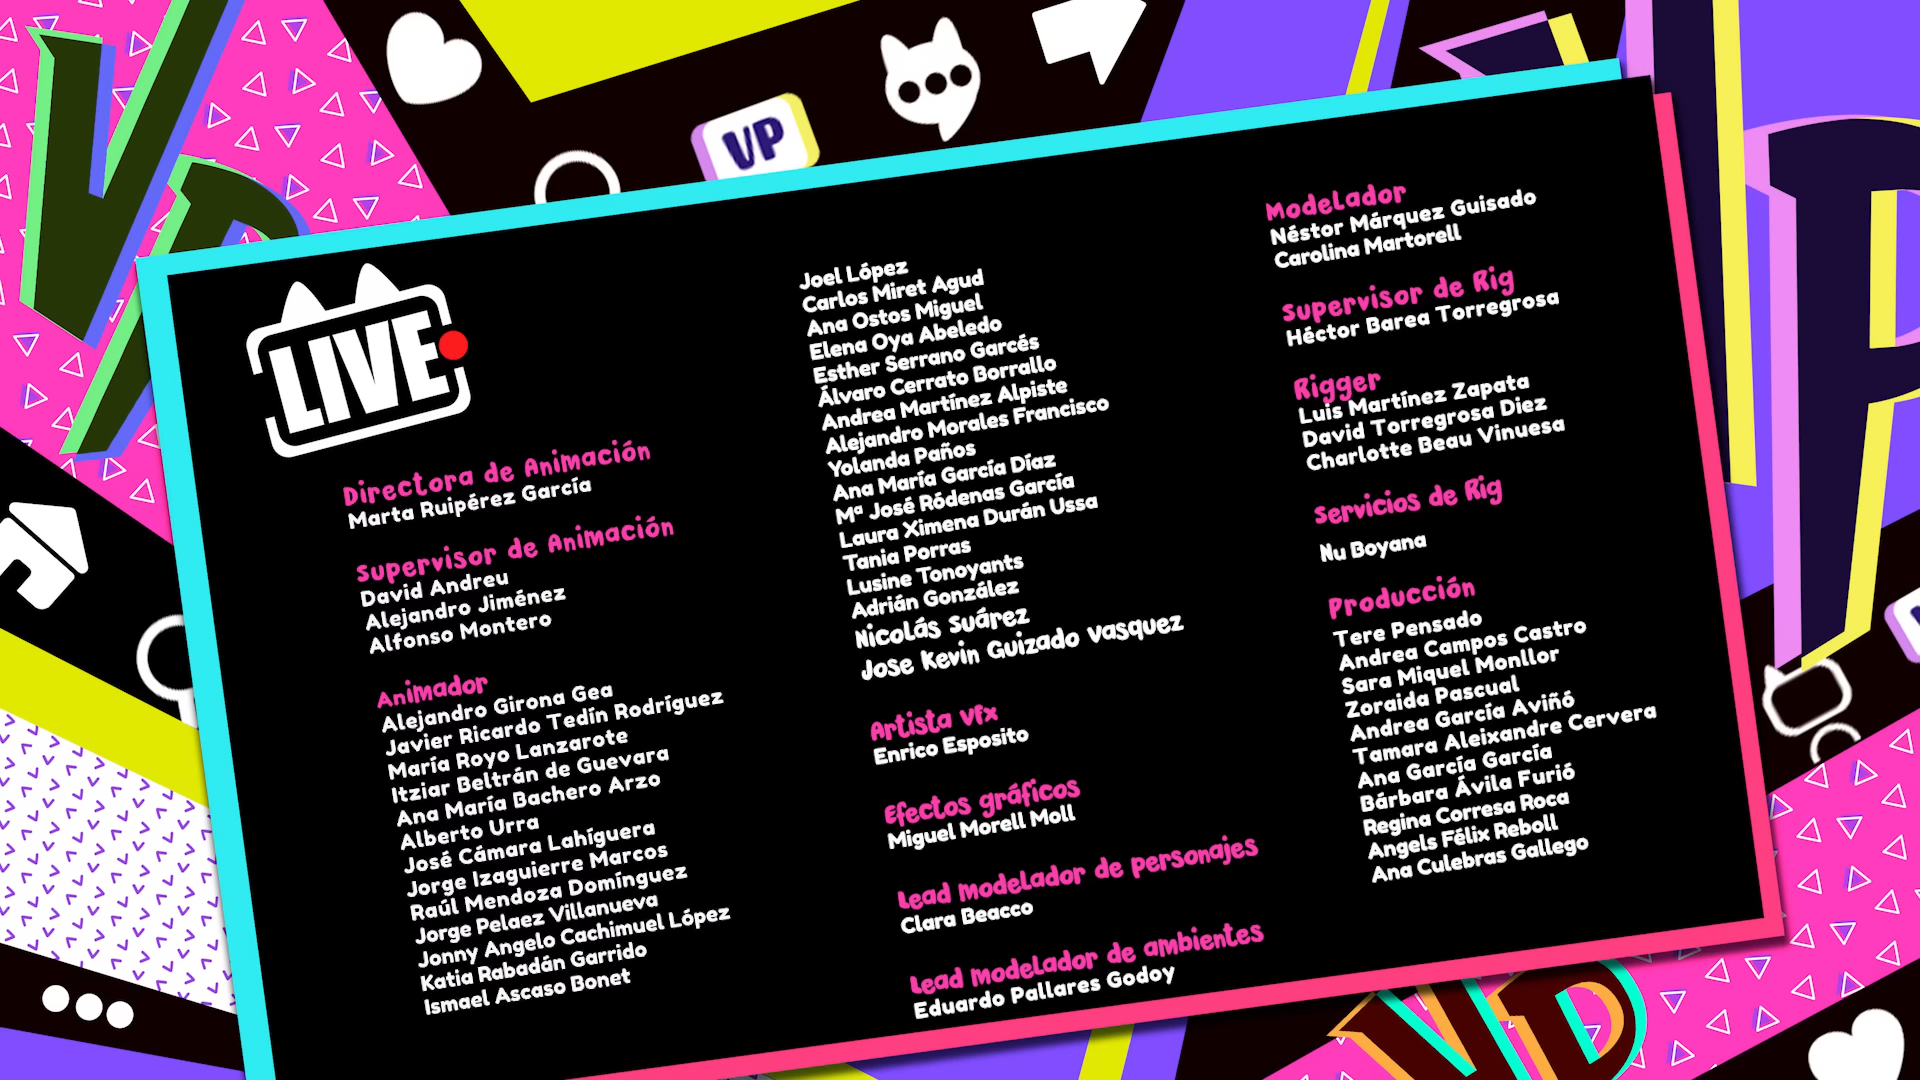 VP
VP
VP
LIVE
Directora de Animación
Marta Ruipérez García
Supervisor de Animación
David Andreu
Alejandro Jiménez
Alfonso Montero
Animador
Alejandro Girona Gea
Javier Ricardo Tedín Rodríguez
María Royo Lanzarote
Itziar Beltrán de Guevara
Ana María Bachero Arzo
Alberto Urra
José Cámara Lahíguera
Jorge Izaguierre Marcos
Raúl Mendoza Domínguez
Jorge Pelaez Villanueva
Jonny Angelo Cachimuel López
Katia Rabadán Garrido
Ismael Ascaso Bonet
Joel López
Carlos Miret Agud
Ana Ostos Miguel
Elena Oya Abeledo
Esther Serrano Garcés
Álvaro Cerrato Borrallo
Andrea Martínez Alpiste
Alejandro Morales Francisco
Yolanda Paños
Ana María García Díaz
Mª José Ródenas García
Laura Ximena Durán Ussa
Tania Porras
Lusine Tonoyants
Adrián González
Nicolás Suárez
Jose Kevin Guizado Vasquez
Artista Vfx
Enrico Esposito
Efectos gráficos
Miguel Morell Moll
Lead Modelador de personajes
Clara Beacco
Lead Modelador de ambientes
Eduardo Pallares Godoy
Modelador
Néstor Márquez Guisado
Carolina Martorell
Supervisor de Rig
Héctor Barea Torregrosa
Rigger
Luis Martínez Zapata
David Torregrosa Diez
Charlotte Beau Vinuesa
Servicios de Rig
Nu Boyana
Producción
Tere Pensado
Andrea Campos Castro
Sara Miquel Monllor
Zoraida Pascual
Andrea García Aviñó
Tamara Aleixandre Cervera
Ana García García
Bárbara Ávila Furió
Regina Corresa Roca
Angels Félix Reboll
Ana Culebras Gallego
VP